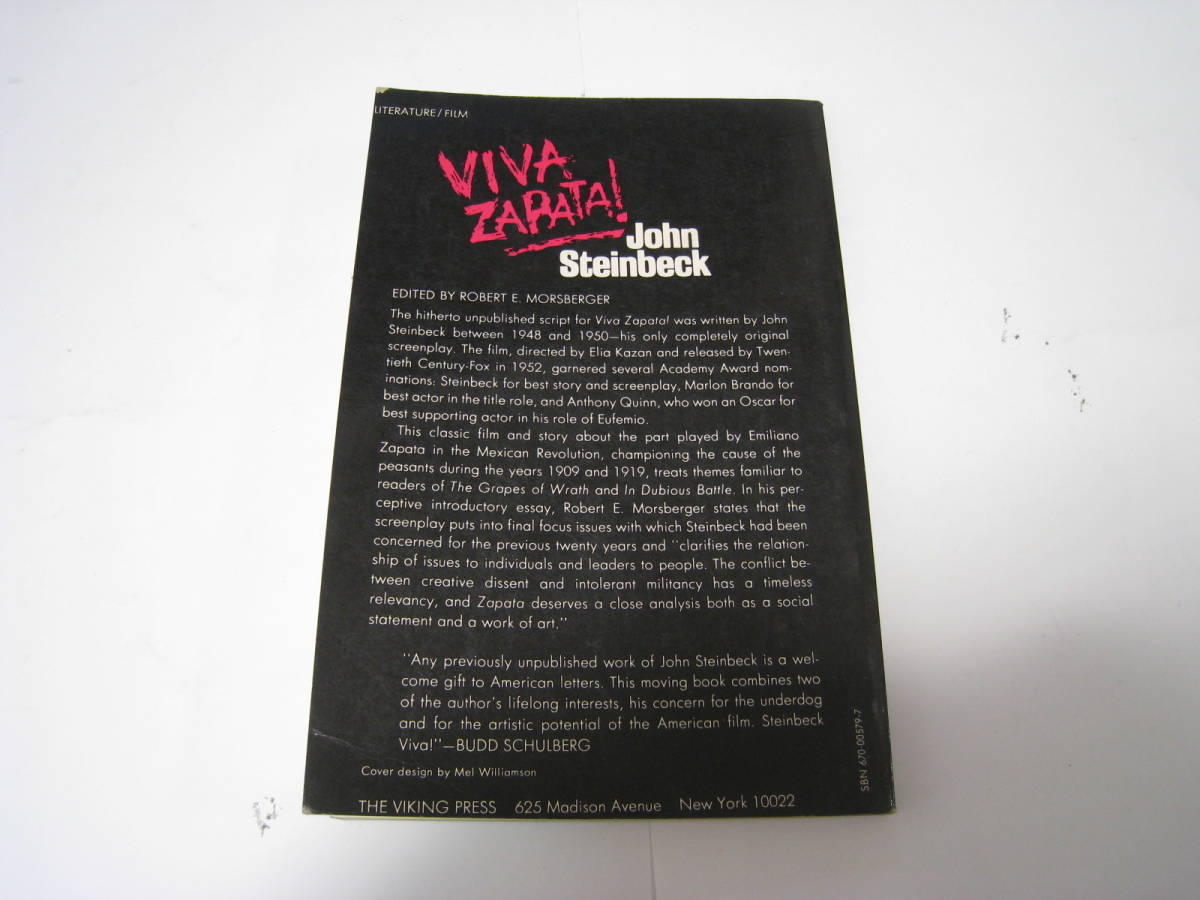 LITERATURE/FILM
VIVA
ZAPATA!
John
Steinbeck
EDITED BY ROBERT E. MORSBERGER
The hitherto unpublished script for Viva Zapata! was written by John
Steinbeck between 1948 and 1950—his only completely original
screenplay. The film, directed by Elia Kazan and released by Twen-
tieth Century-Fox in 1952, garnered several Academy Award nom-
inations: Steinbeck for best story and screenplay, Marlon Brando for
best actor in the title role, and Anthony Quinn, who won an Oscar for
best supporting actor in his role of Eufemio.
This classic film and story about the part played by Emiliano
Zapata in the Mexican Revolution, championing the cause of the
peasants during the years 1909 and 1919, treats themes familiar to
readers of The Grapes of Wrath and In Dubious Battle. In his per-
ceptive introductory essay, Robert E. Morsberger states that the
screenplay puts into final focus issues with which Steinbeck had been
concerned for the previous twenty years and "clarifies the relation-
ship of issues to individuals and leaders to people. The conflict be-
tween creative dissent and intolerant militancy has a timeless
relevancy, and Zapata deserves a close analysis both as a social
statement and a work of art."
"Any previously unpublished work of John Steinbeck is a wel-
come gift to American letters. This moving book combines two
of the author's lifelong interests, his concern for the underdog
and for the artistic potential of the American film. Steinbeck
Viva!"—BUDD SCHULBERG
Cover design by Mel Williamson
THE VIKING PRESS 625 Madison Avenue New York 10022
SBN 670-00579-7